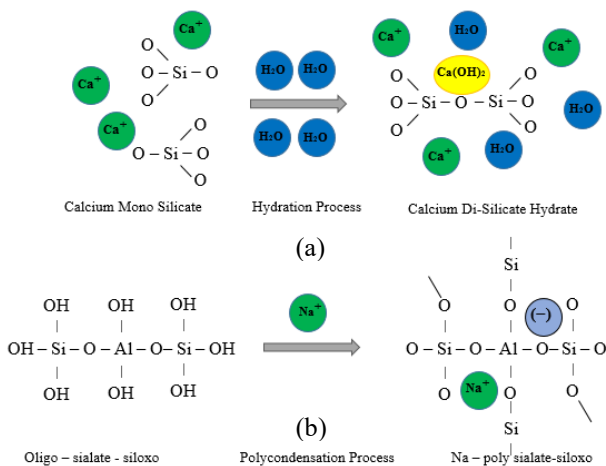 Ca⁺
O
O – Si – O
O
Ca⁺
Ca⁺
O
O – Si – O
O
H₂O H₂O
H₂O H₂O
Ca⁺
H₂O
Ca⁺
Ca(OH)₂
O O
O – Si – O – Si – O
O O
H₂O
Ca⁺
H₂O
Calcium Mono Silicate
Hydration Process
Calcium Di-Silicate Hydrate
(a)
OH OH OH
OH – Si – O – Al – O – Si – OH
OH OH OH
Na⁺
Si
O O (−) O
O – Si – O – Al – O – Si – O
O Na⁺ O O
Si
(b)
Oligo – sialate - siloxo
Polycondensation Process
Na – poly sialate-siloxo